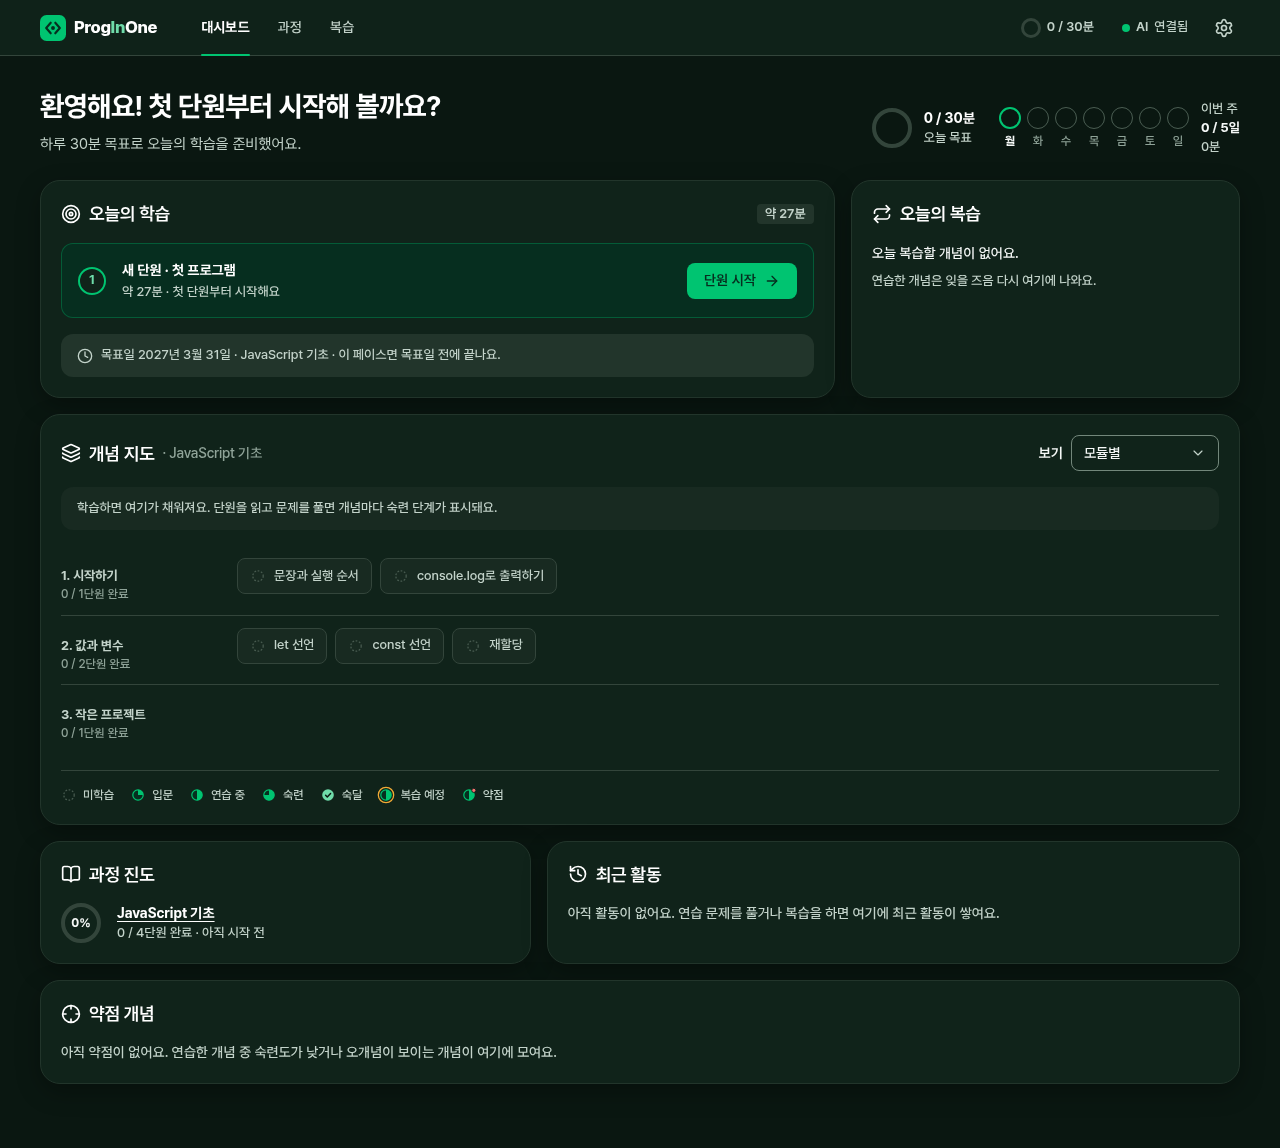 ProgInOne
대시보드
과정
복습
0 / 30분
AI 연결됨
환영해요! 첫 단원부터 시작해 볼까요?
하루 30분 목표로 오늘의 학습을 준비했어요.
0 / 30분
오늘 목표
월 화 수 목 금 토 일
이번 주
0 / 5일
0분
오늘의 학습
약 27분
1
새 단원 · 첫 프로그램
약 27분 · 첫 단원부터 시작해요
단원 시작
목표일 2027년 3월 31일 · JavaScript 기초 · 이 페이스면 목표일 전에 끝나요.
오늘의 복습
오늘 복습할 개념이 없어요.
연습한 개념은 잊을 즈음 다시 여기에 나와요.
개념 지도 · JavaScript 기초
보기
모듈별
학습하면 여기가 채워져요. 단원을 읽고 문제를 풀면 개념마다 숙련 단계가 표시돼요.
1. 시작하기
0 / 1단원 완료
문장과 실행 순서
console.log로 출력하기
2. 값과 변수
0 / 2단원 완료
let 선언
const 선언
재할당
3. 작은 프로젝트
0 / 1단원 완료
미학습
입문
연습 중
숙련
숙달
복습 예정
약점
과정 진도
0%
JavaScript 기초
0 / 4단원 완료 · 아직 시작 전
최근 활동
아직 활동이 없어요. 연습 문제를 풀거나 복습을 하면 여기에 최근 활동이 쌓여요.
약점 개념
아직 약점이 없어요. 연습한 개념 중 숙련도가 낮거나 오개념이 보이는 개념이 여기에 모여요.